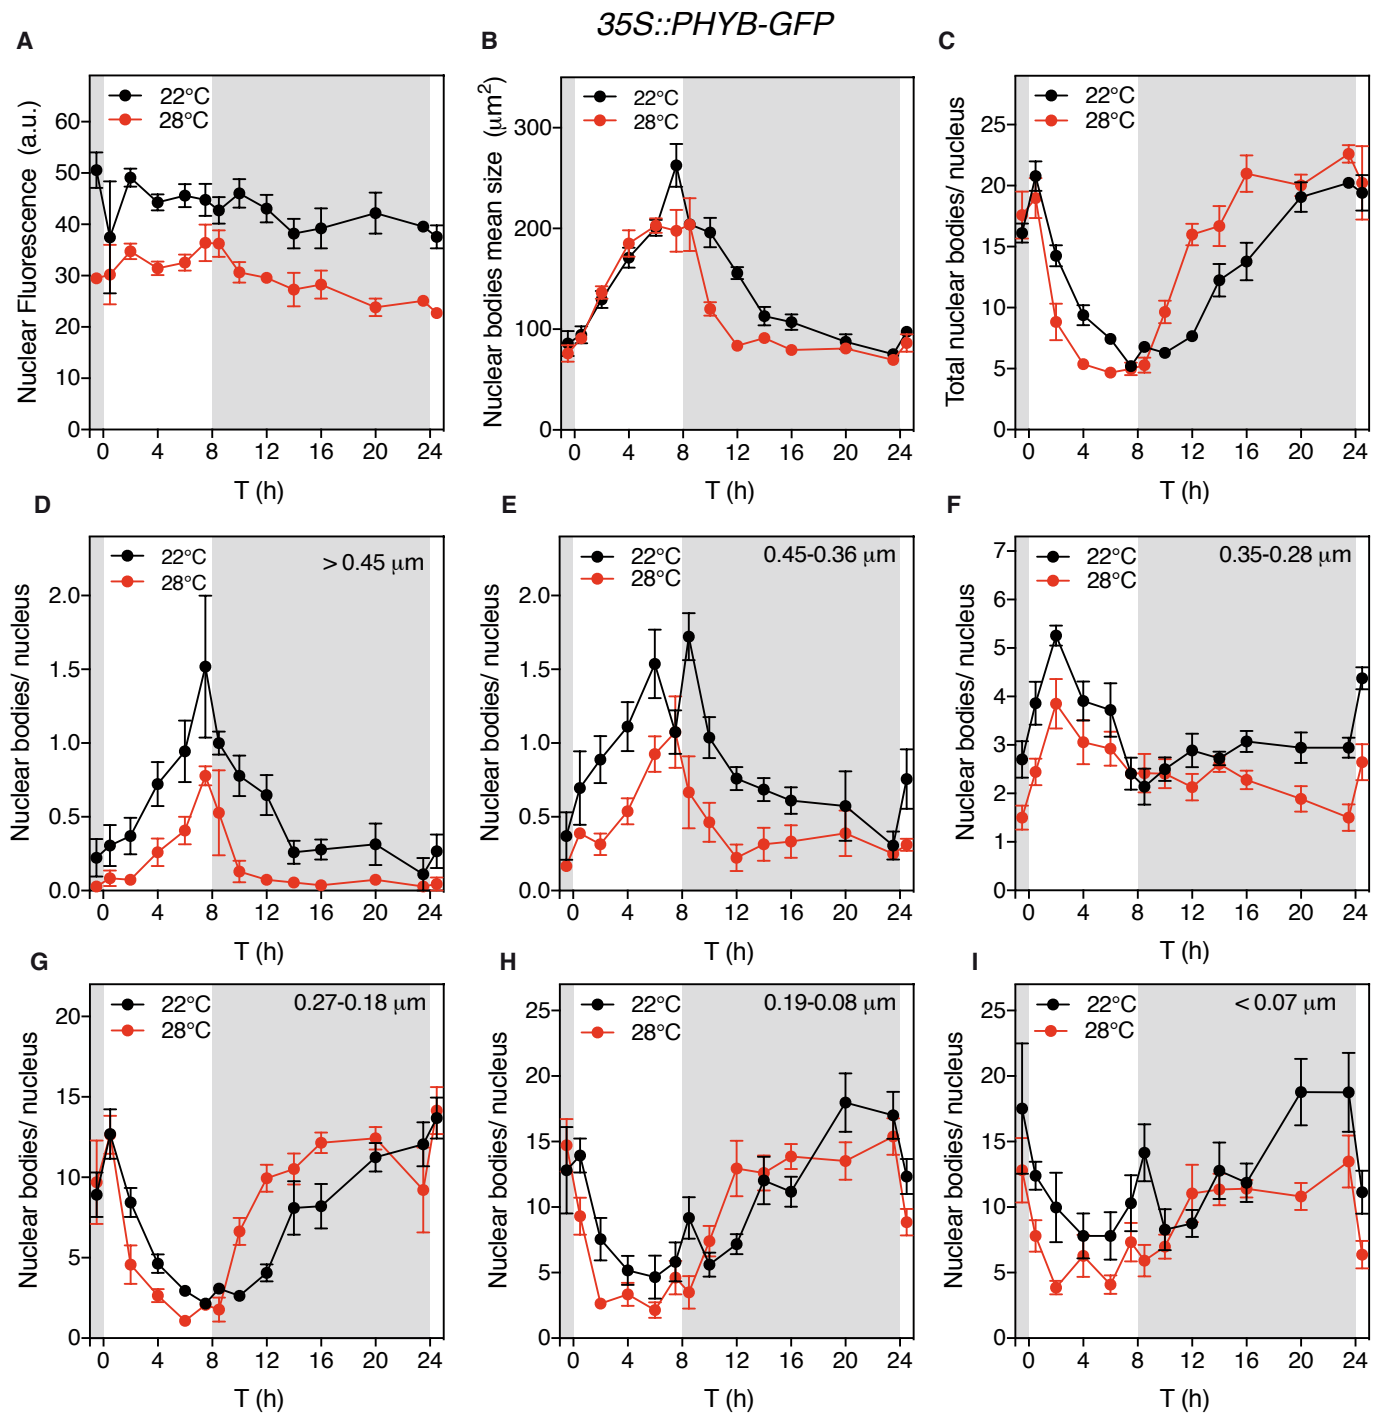 35S::PHYB-GFP
A
Nuclear Fluorescence (a.u.)
22°C
28°C
60
50
40
30
20
10
0
0 4 8 12 16 20 24
T (h)
B
Nuclear bodies mean size (μm²)
22°C
28°C
300
200
100
0
0 4 8 12 16 20 24
T (h)
C
Total nuclear bodies/ nucleus
22°C
28°C
25
20
15
10
5
0
0 4 8 12 16 20 24
T (h)
D
Nuclear bodies/ nucleus
22°C
28°C
> 0.45 μm
2.0
1.5
1.0
0.5
0.0
0 4 8 12 16 20 24
T (h)
E
Nuclear bodies/ nucleus
22°C
28°C
0.45-0.36 μm
2.0
1.5
1.0
0.5
0.0
0 4 8 12 16 20 24
T (h)
F
Nuclear bodies/ nucleus
22°C
28°C
0.35-0.28 μm
7
6
5
4
3
2
1
0
0 4 8 12 16 20 24
T (h)
G
Nuclear bodies/ nucleus
22°C
28°C
0.27-0.18 μm
20
15
10
5
0
0 4 8 12 16 20 24
T (h)
H
Nuclear bodies/ nucleus
22°C
28°C
0.19-0.08 μm
25
20
15
10
5
0
0 4 8 12 16 20 24
T (h)
I
Nuclear bodies/ nucleus
22°C
28°C
< 0.07 μm
25
20
15
10
5
0
0 4 8 12 16 20 24
T (h)